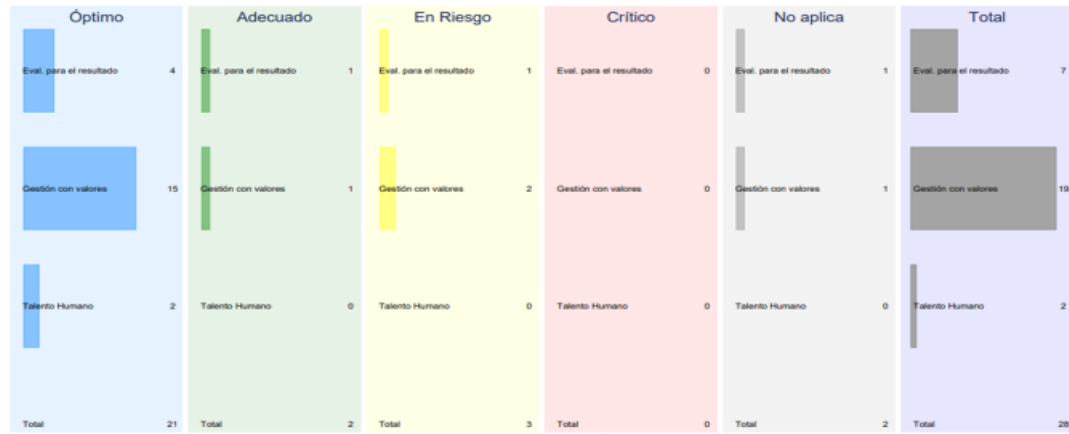 Óptimo Adecuado En Riesgo Crítico No aplica Total
Eval. para el resultado 4 Eval. para el resultado 1 Eval. para el resultado 1 Eval. para el resultado 0 Eval. para el resultado 1 Eval. para el resultado 7
Gestión con valores 15 Gestión con valores 1 Gestión con valores 2 Gestión con valores 0 Gestión con valores 1 Gestión con valores 19
Talento Humano 2 Talento Humano 0 Talento Humano 0 Talento Humano 0 Talento Humano 0 Talento Humano 2
Total 21 Total 2 Total 3 Total 0 Total 2 Total 28